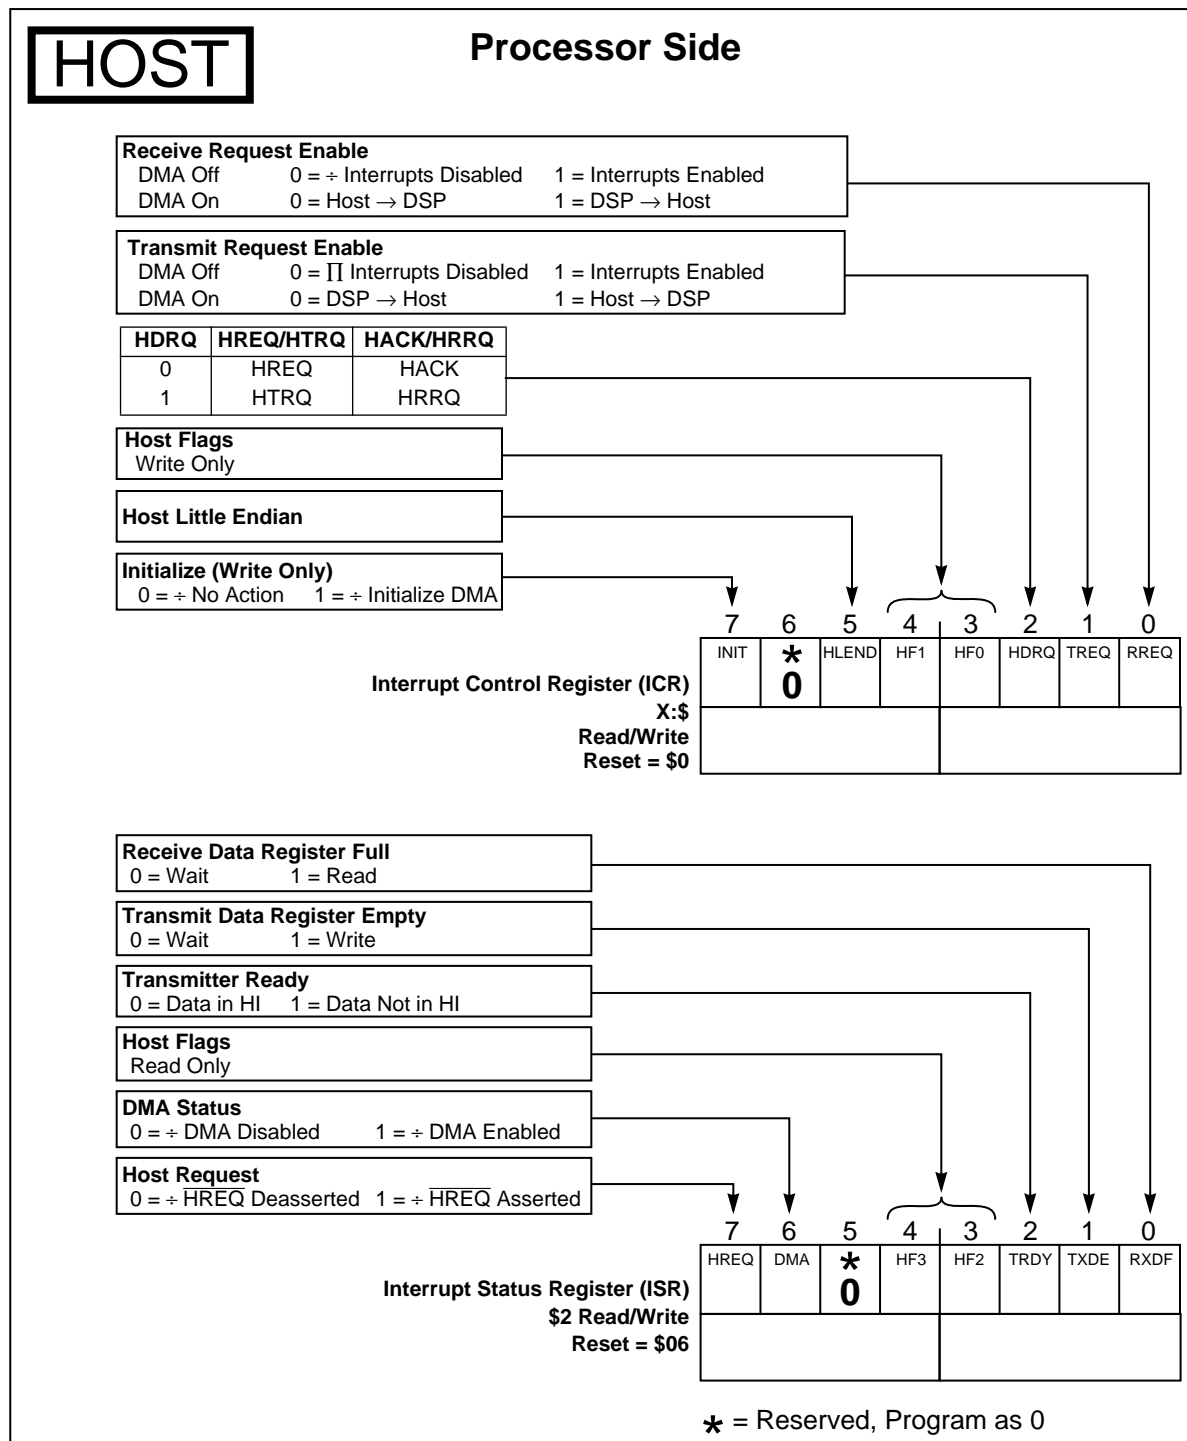 HOST
Processor Side
Receive Request Enable
DMA Off 0 = ÷ Interrupts Disabled 1 = Interrupts Enabled
DMA On 0 = Host → DSP 1 = DSP → Host
Transmit Request Enable
DMA Off 0 = ∏ Interrupts Disabled 1 = Interrupts Enabled
DMA On 0 = DSP → Host 1 = Host → DSP
HDRQ HREQ/HTRQ HACK/HRRQ
0 HREQ HACK
1 HTRQ HRRQ
Host Flags
Write Only
Host Little Endian
Initialize (Write Only)
0 = ÷ No Action 1 = ÷ Initialize DMA
7 6 5 4 3 2 1 0
INIT * HLEND HF1 HF0 HDRQ TREQ RREQ
0
Interrupt Control Register (ICR)
X:$
Read/Write
Reset = $0
Receive Data Register Full
0 = Wait 1 = Read
Transmit Data Register Empty
0 = Wait 1 = Write
Transmitter Ready
0 = Data in HI 1 = Data Not in HI
Host Flags
Read Only
DMA Status
0 = ÷ DMA Disabled 1 = ÷ DMA Enabled
Host Request
0 = ÷ H̅R̅E̅Q̅ Deasserted 1 = ÷ H̅R̅E̅Q̅ Asserted
7 6 5 4 3 2 1 0
HREQ DMA * HF3 HF2 TRDY TXDE RXDF
0
Interrupt Status Register (ISR)
$2 Read/Write
Reset = $06
* = Reserved, Program as 0